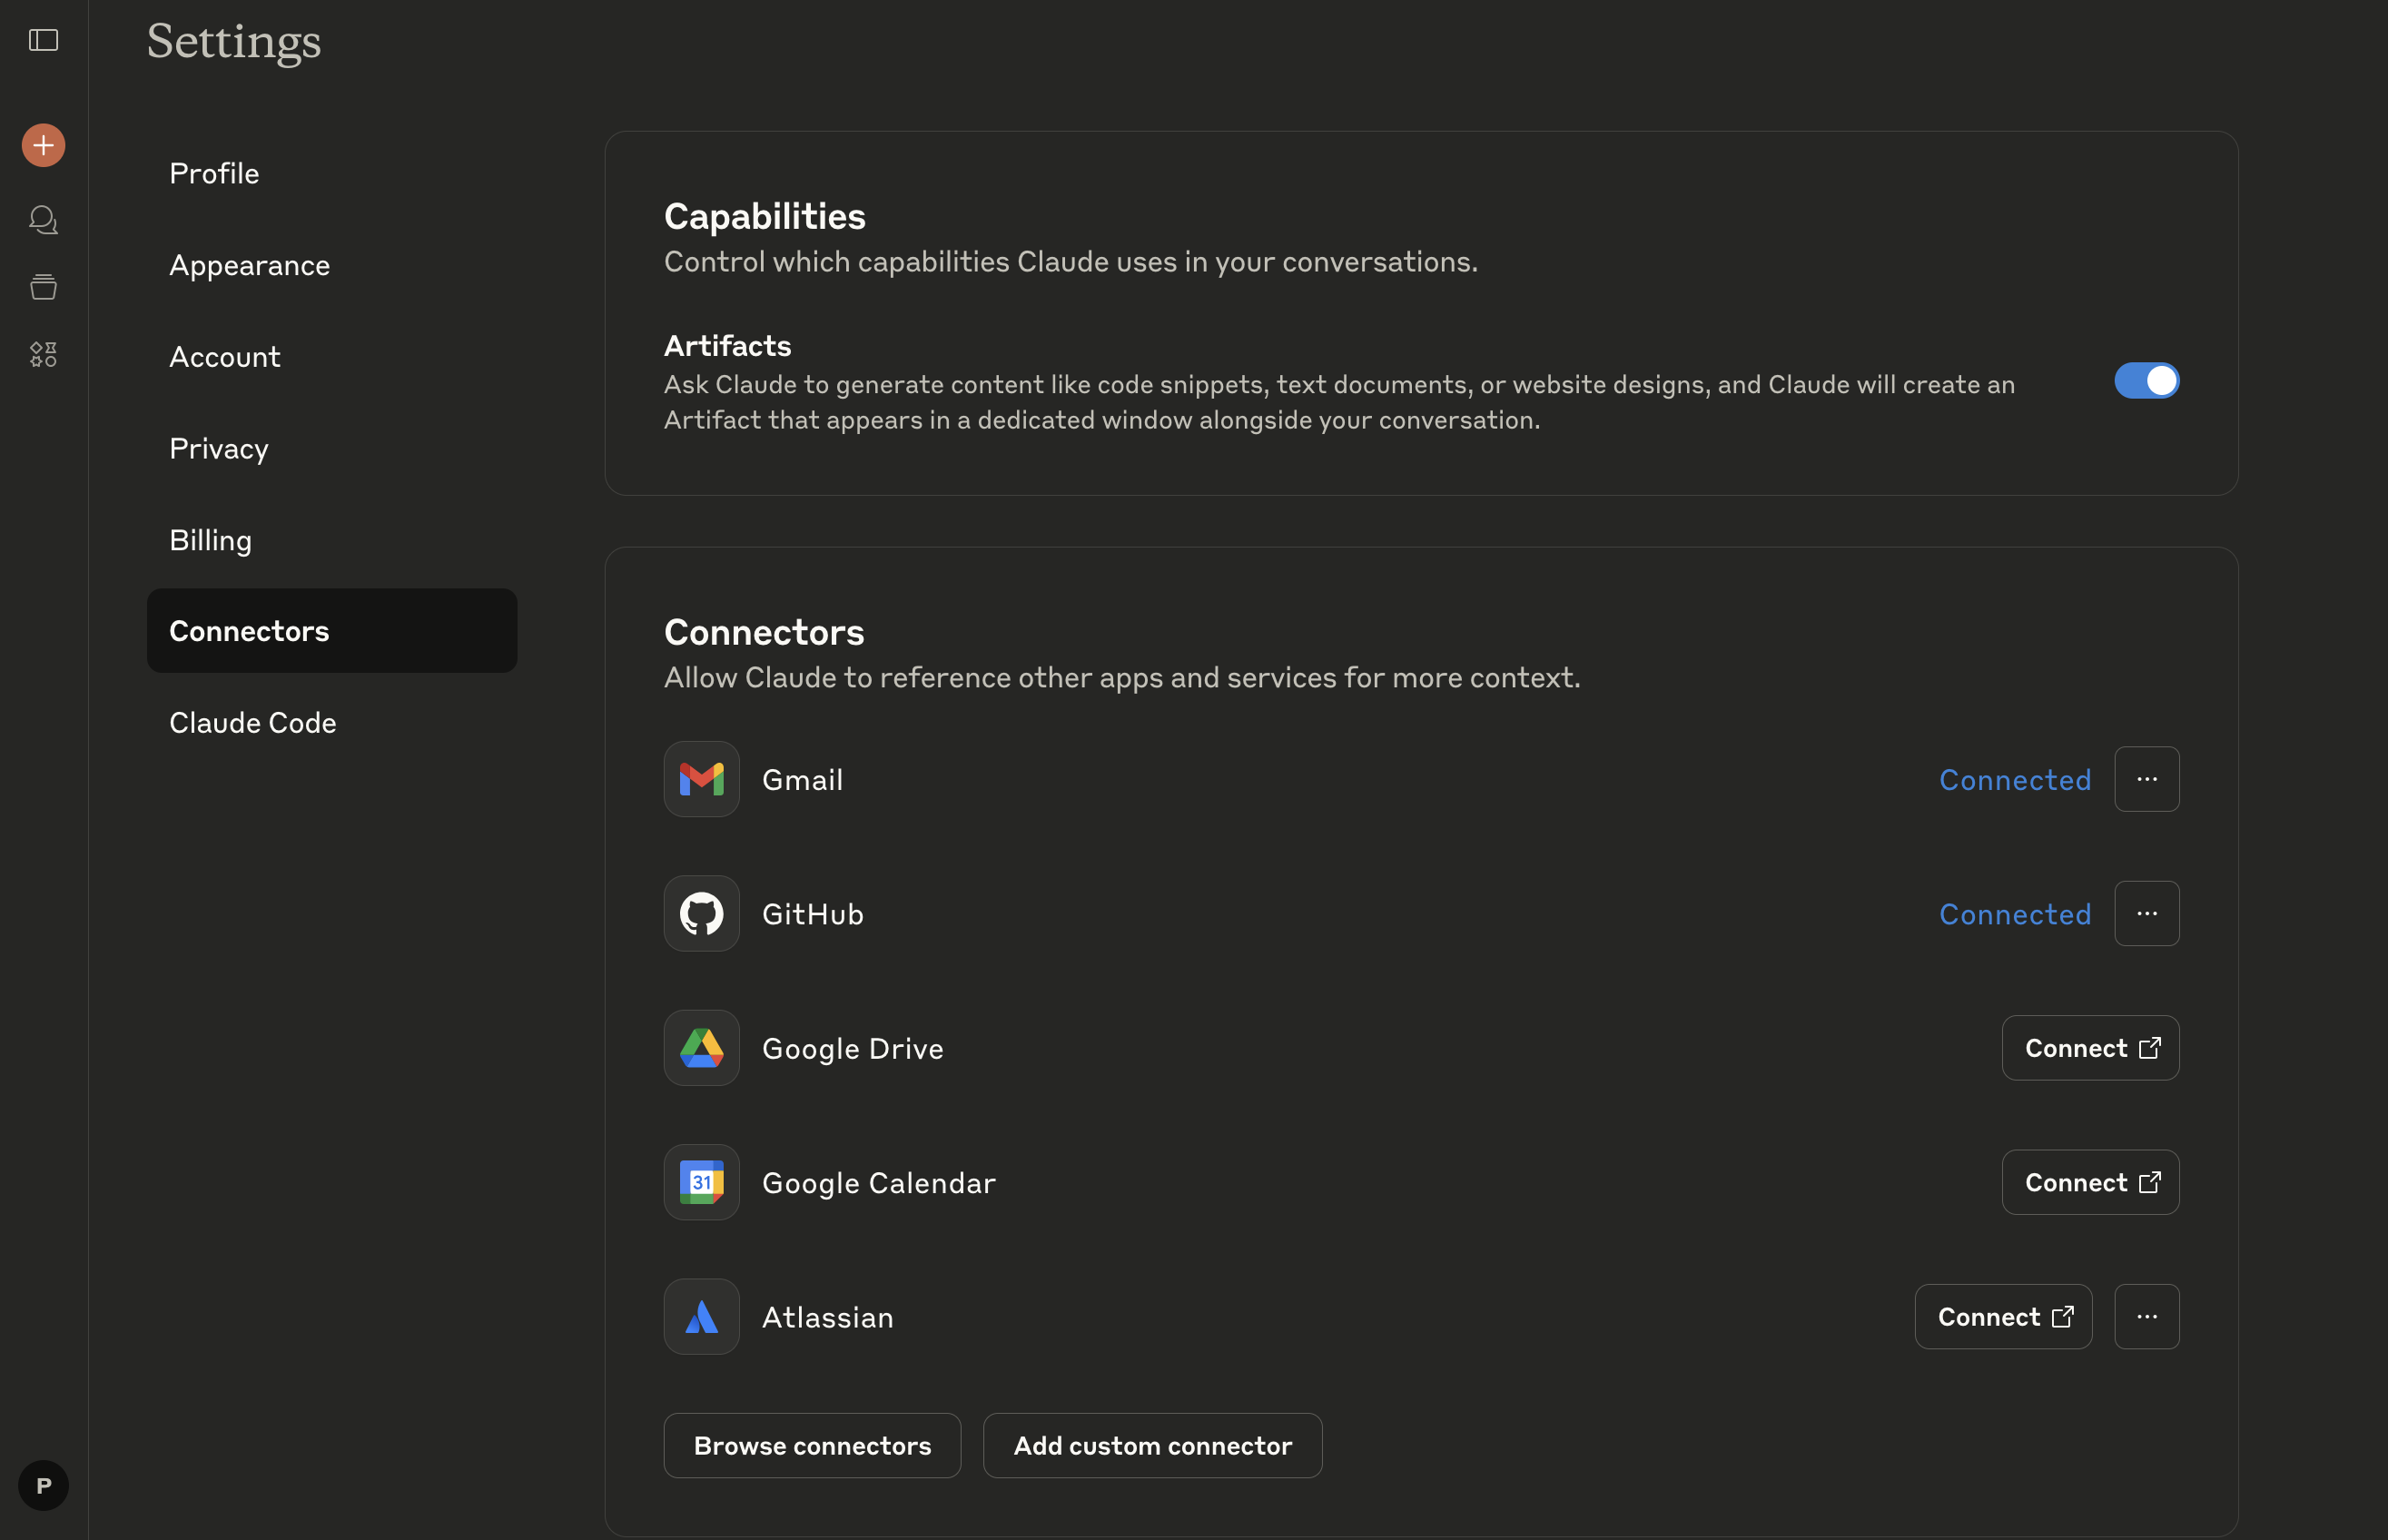 Settings
Profile
Appearance
Account
Privacy
Billing
Connectors
Claude Code
Capabilities
Control which capabilities Claude uses in your conversations.
Artifacts
Ask Claude to generate content like code snippets, text documents, or website designs, and Claude will create an
Artifact that appears in a dedicated window alongside your conversation.
Connectors
Allow Claude to reference other apps and services for more context.
Gmail
Connected
GitHub
Connected
Google Drive
Connect
31
Google Calendar
Connect
Atlassian
Connect
Browse connectors
Add custom connector
P